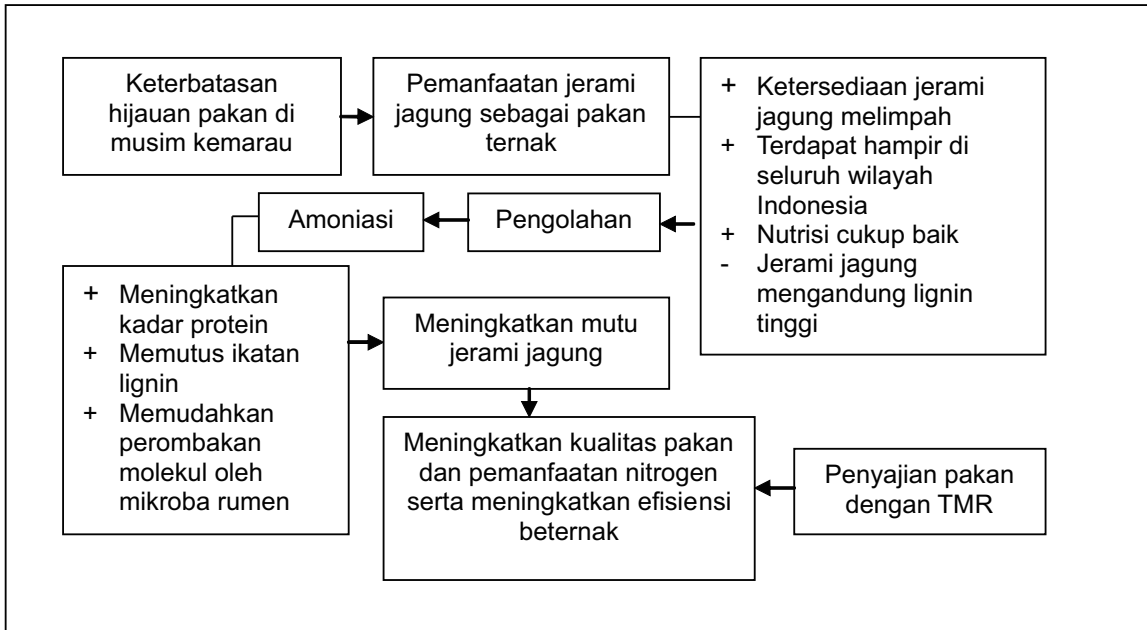 Keterbatasan
hijauan pakan di
musim kemarau
Pemanfaatan jerami
jagung sebagai pakan
ternak
+ Ketersediaan jerami
jagung melimpah
+ Terdapat hampir di
seluruh wilayah
Indonesia
+ Nutrisi cukup baik
- Jerami jagung
mengandung lignin
tinggi
Pengolahan
Amoniasi
+ Meningkatkan
kadar protein
+ Memutus ikatan
lignin
+ Memudahkan
perombakan
molekul oleh
mikroba rumen
Meningkatkan mutu
jerami jagung
Meningkatkan kualitas pakan
dan pemanfaatan nitrogen
serta meningkatkan efisiensi
beternak
Penyajian pakan
dengan TMR